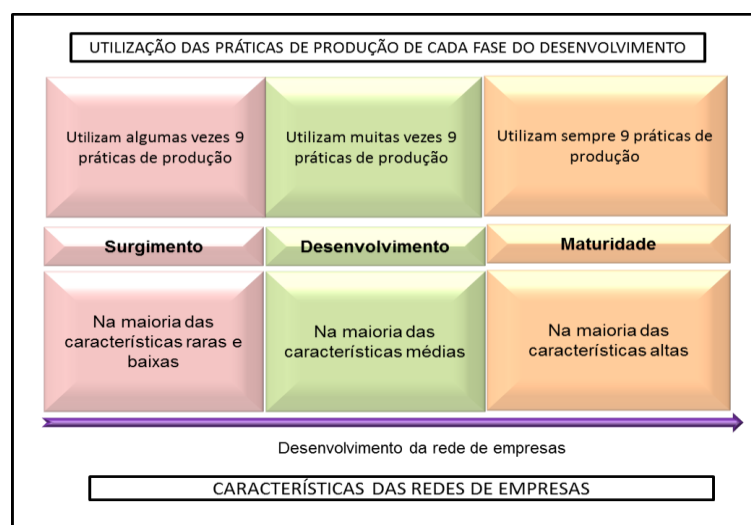 UTILIZAÇÃO DAS PRÁTICAS DE PRODUÇÃO DE CADA FASE DO DESENVOLVIMENTO
Utilizam algumas vezes 9
práticas de produção
Utilizam muitas vezes 9
práticas de produção
Utilizam sempre 9 práticas de
produção
Surgimento
Desenvolvimento
Maturidade
Na maioria das
características raras e
baixas
Na maioria das
características médias
Na maioria das
características altas
Desenvolvimento da rede de empresas
CARACTERÍSTICAS DAS REDES DE EMPRESAS